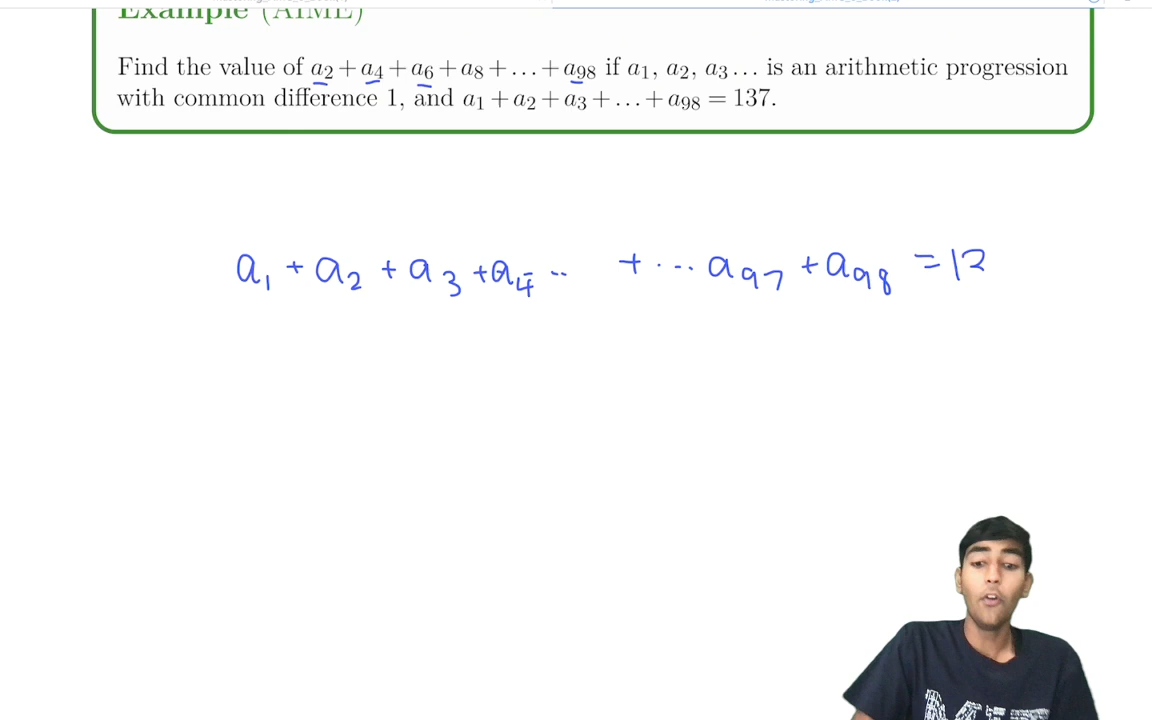 Example (AIME)
Find the value of a₂+a₄+a₆+a₈+...+a₉₈ if a₁, a₂, a₃... is an arithmetic progression
with common difference 1, and a₁+a₂+a₃+...+a₉₈ = 137.
a₁ + a₂ + a₃ + a₄ .. + ... a₉₇ + a₉₈ = 13